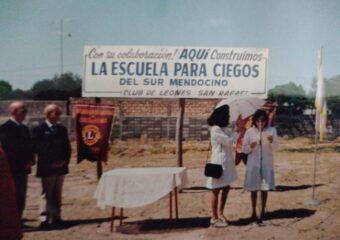 Con su colaboración! AQUÍ Construimos
LA ESCUELA PARA CIEGOS
DEL SUR MENDOCINO
CLUB DE LEONES SAN RAFAEL